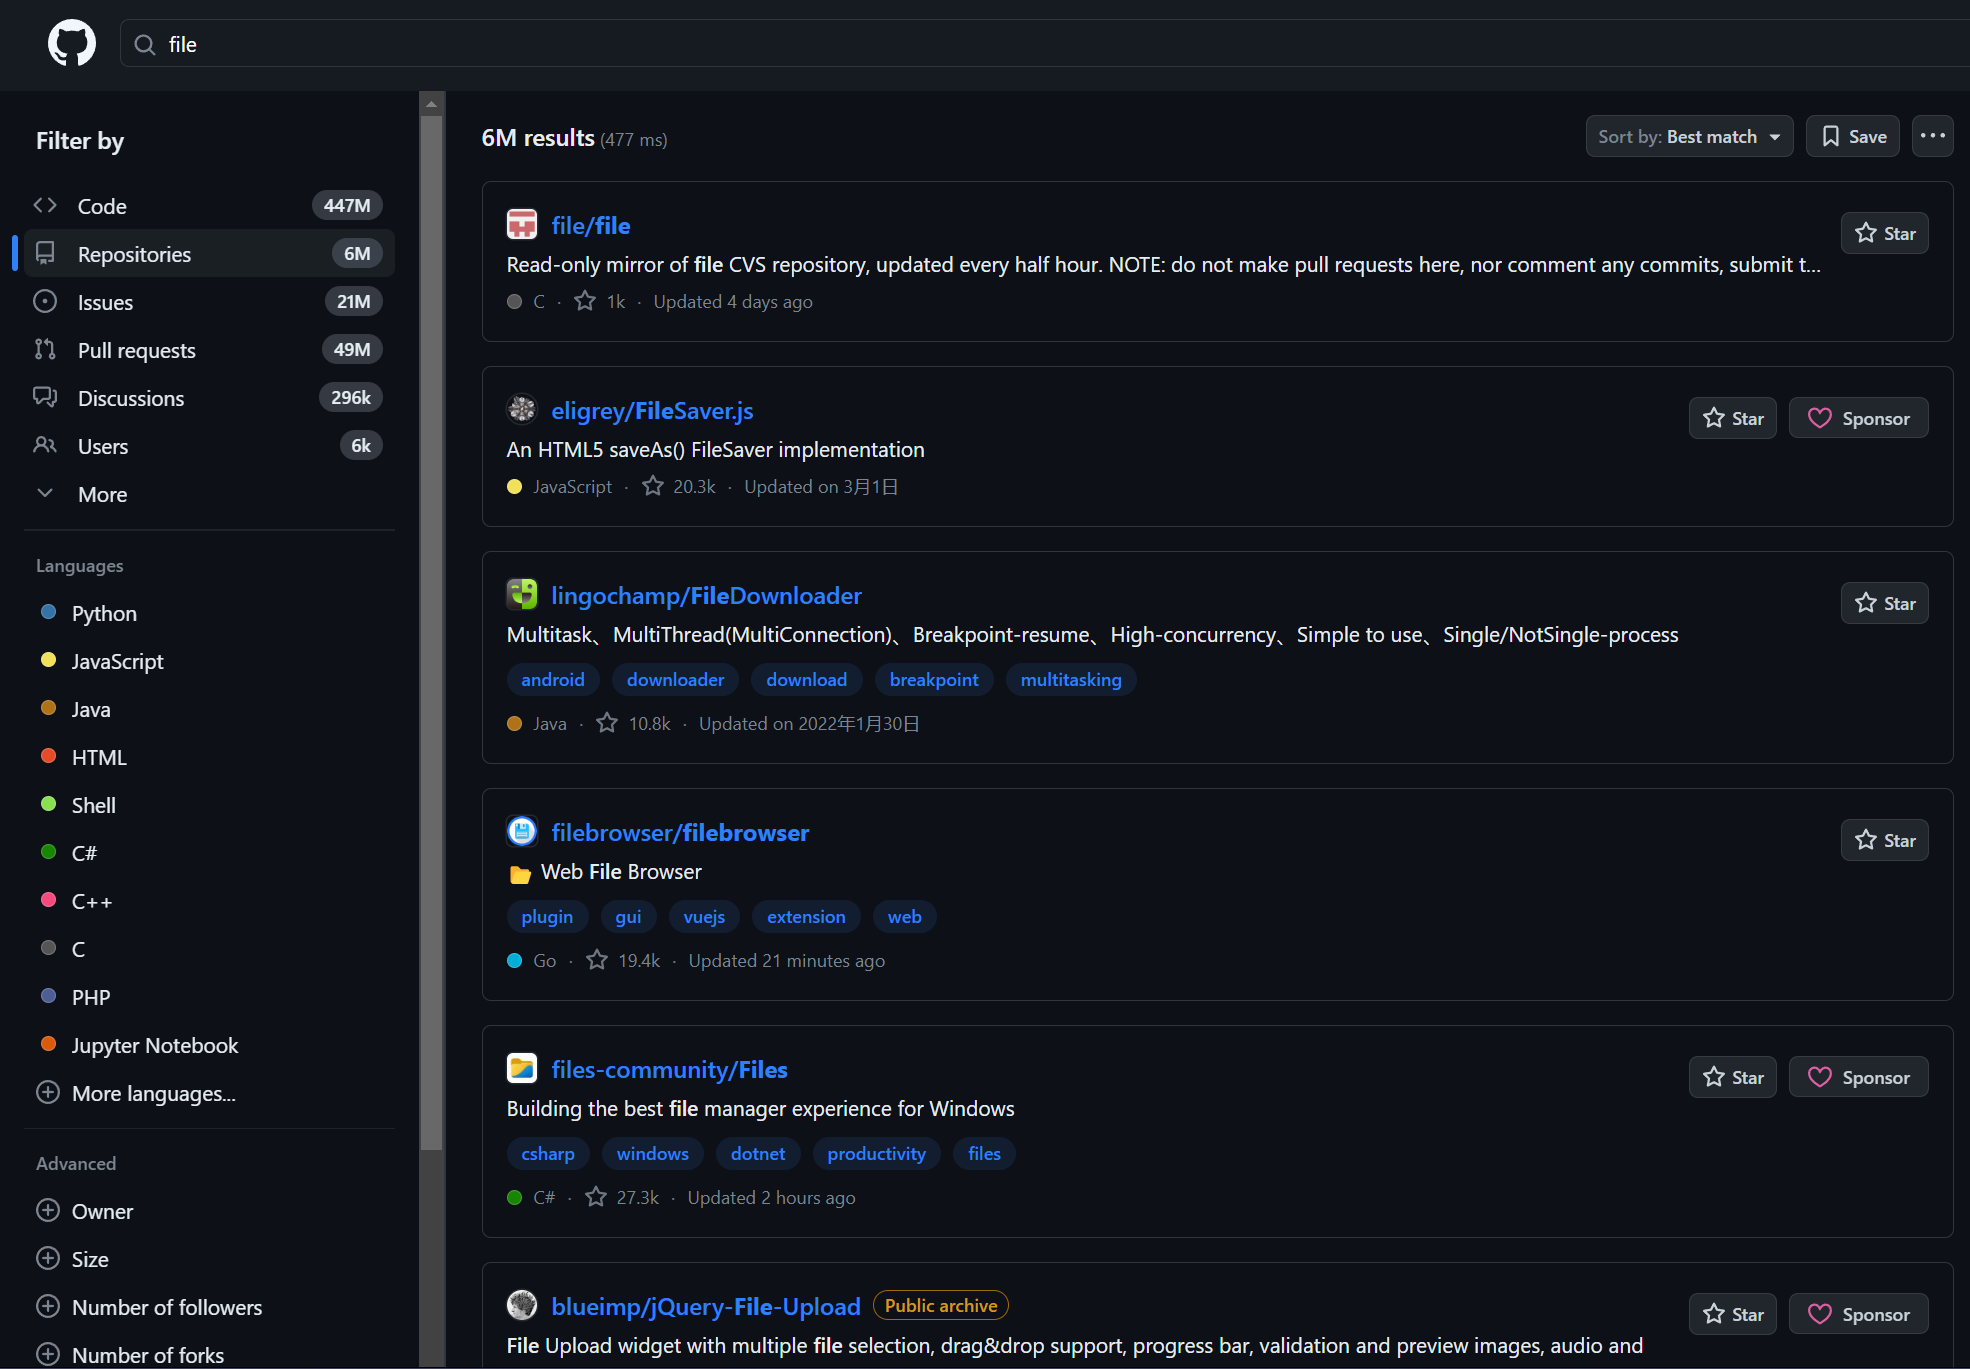 file
Filter by
Code 447M
Repositories 6M
Issues 21M
Pull requests 49M
Discussions 296k
Users 6k
More
Languages
Python
JavaScript
Java
HTML
Shell
C#
C++
C
PHP
Jupyter Notebook
More languages...
Advanced
Owner
Size
Number of followers
Number of forks
6M results (477 ms)
Sort by: Best match
Save
file/file
Star
Read-only mirror of file CVS repository, updated every half hour. NOTE: do not make pull requests here, nor comment any commits, submit t...
C · 1k · Updated 4 days ago
eligrey/FileSaver.js
Star
Sponsor
An HTML5 saveAs() FileSaver implementation
JavaScript · 20.3k · Updated on 3月1日
lingochamp/FileDownloader
Star
Multitask、MultiThread(MultiConnection)、Breakpoint-resume、High-concurrency、Simple to use、Single/NotSingle-process
android downloader download breakpoint multitasking
Java · 10.8k · Updated on 2022年1月30日
filebrowser/filebrowser
Star
Web File Browser
plugin gui vuejs extension web
Go · 19.4k · Updated 21 minutes ago
files-community/Files
Star
Sponsor
Building the best file manager experience for Windows
csharp windows dotnet productivity files
C# · 27.3k · Updated 2 hours ago
blueimp/jQuery-File-Upload Public archive
Star
Sponsor
File Upload widget with multiple file selection, drag&drop support, progress bar, validation and preview images, audio and